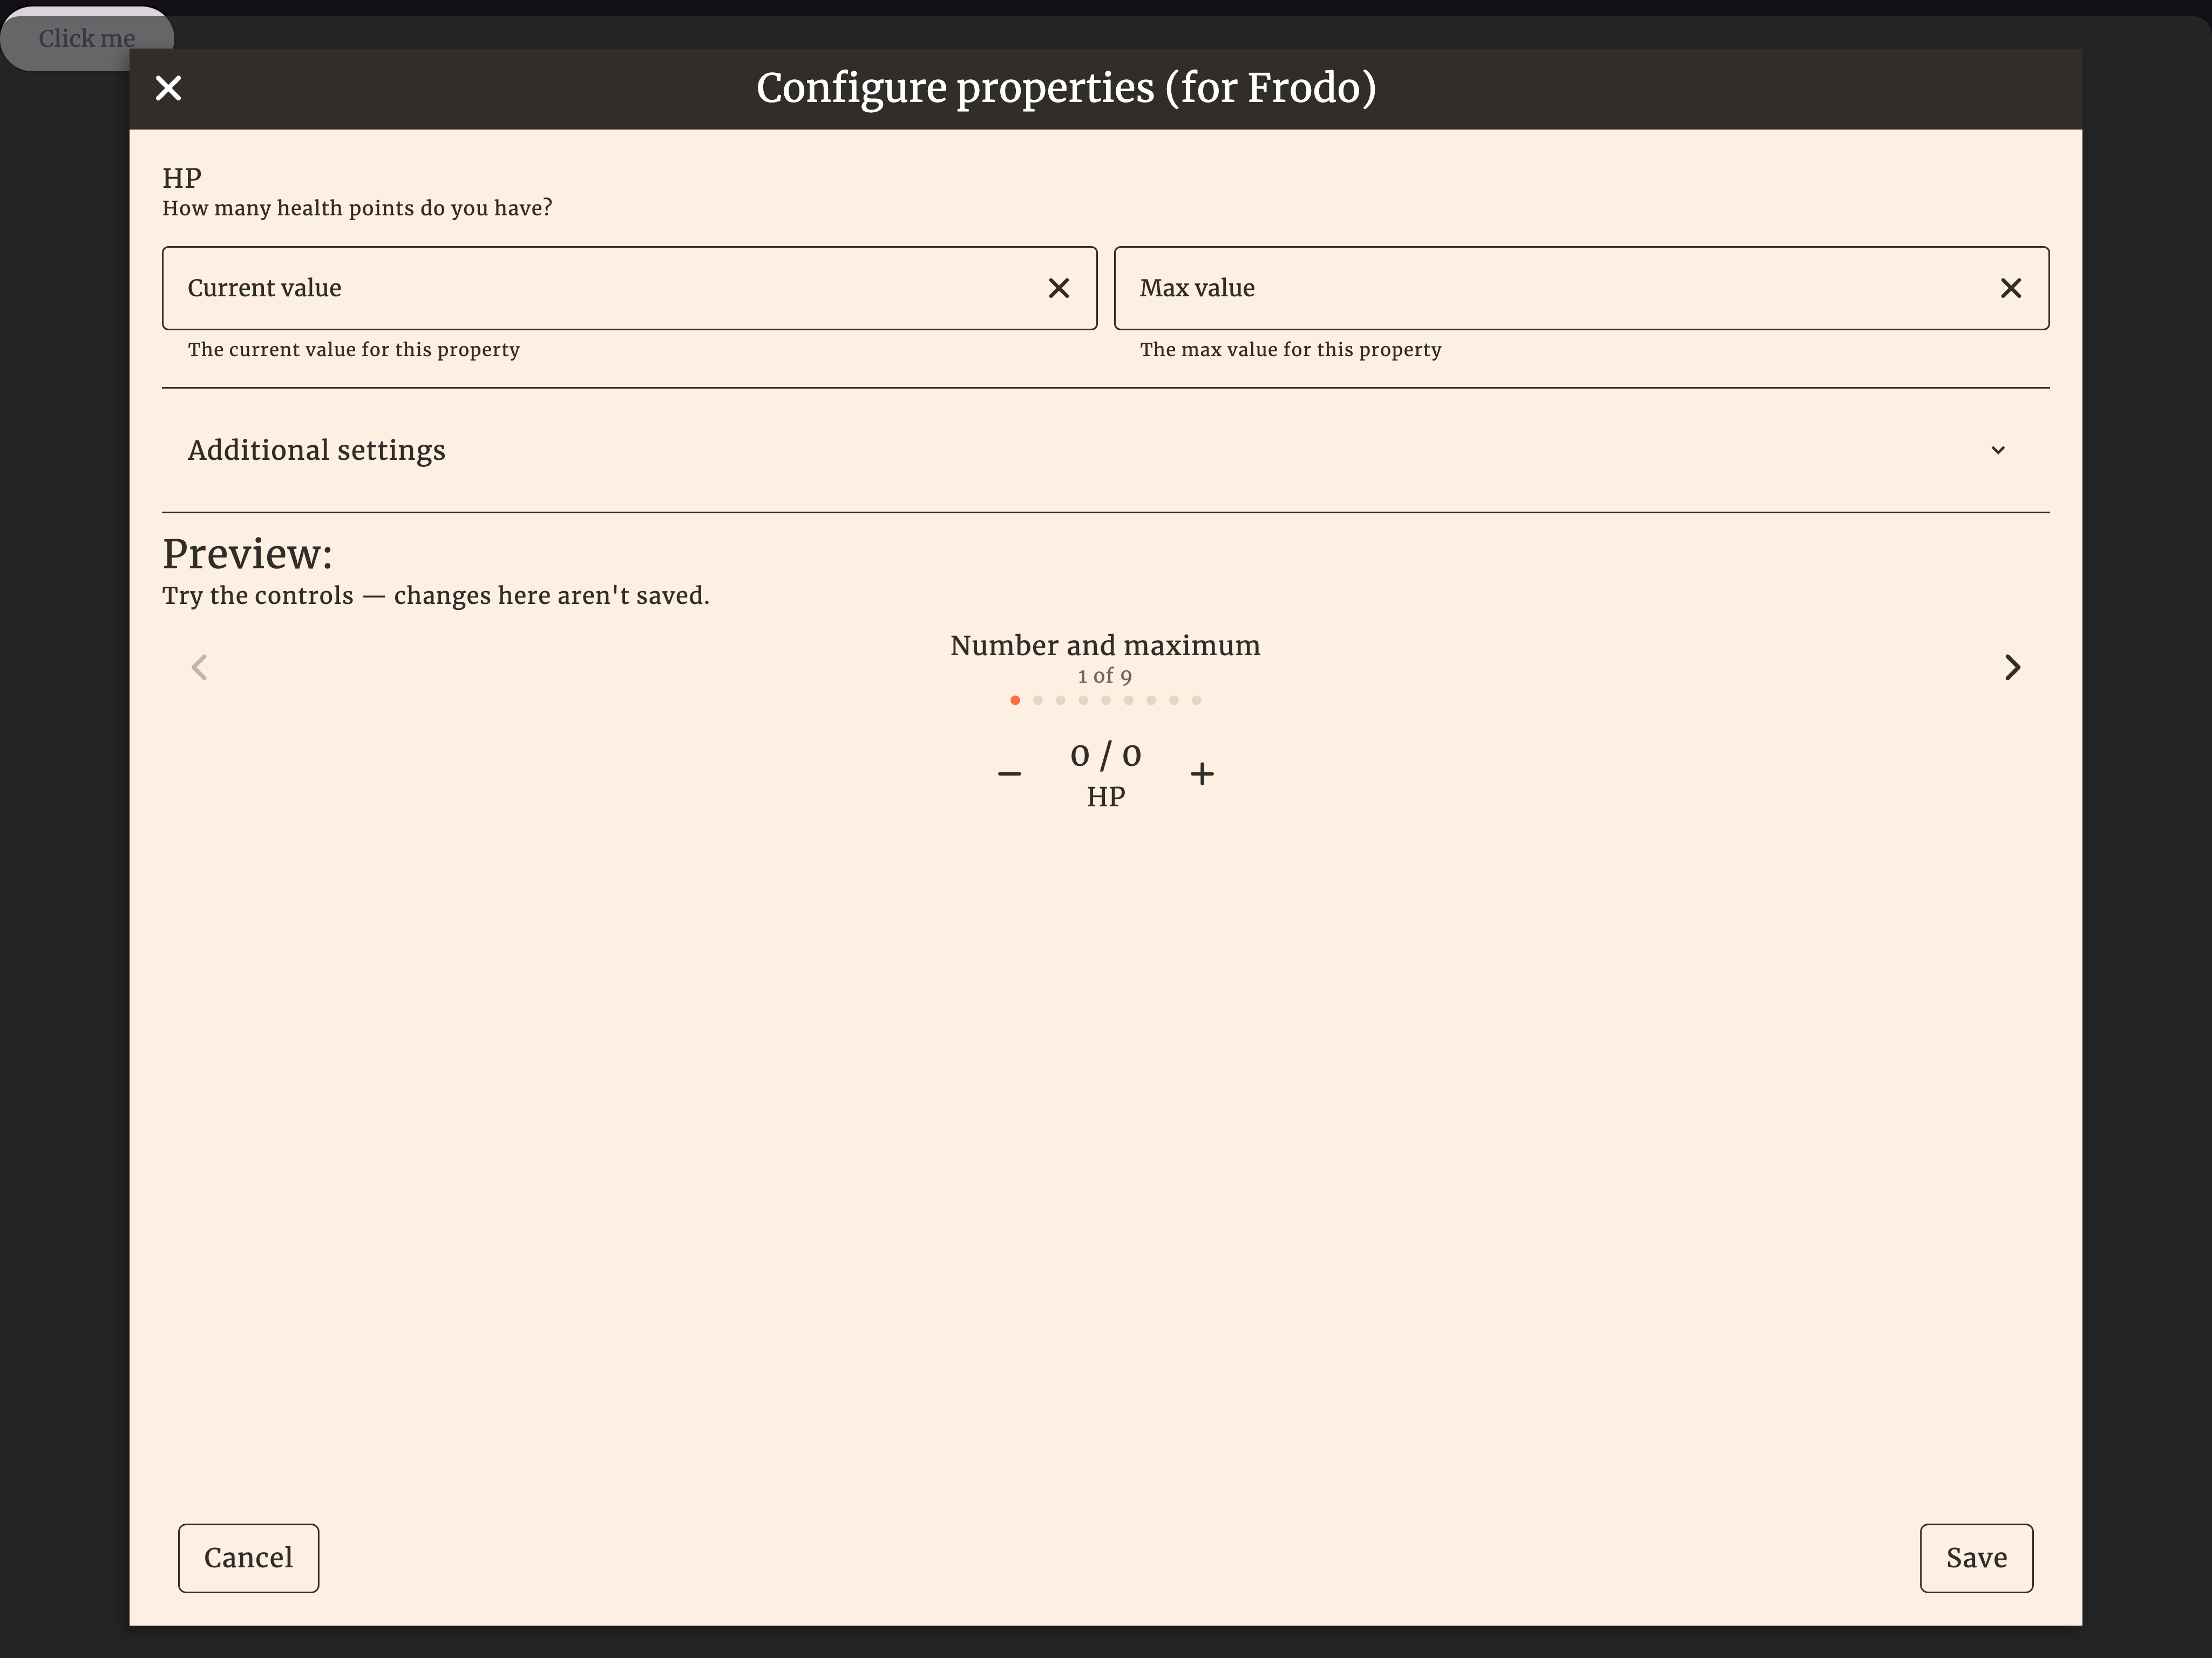 Click me
Configure properties (for Frodo)
HP
How many health points do you have?
Current value
Max value
The current value for this property
The max value for this property
Additional settings
Preview:
Try the controls — changes here aren't saved.
Number and maximum
1 of 9
0 / 0
HP
Cancel
Save